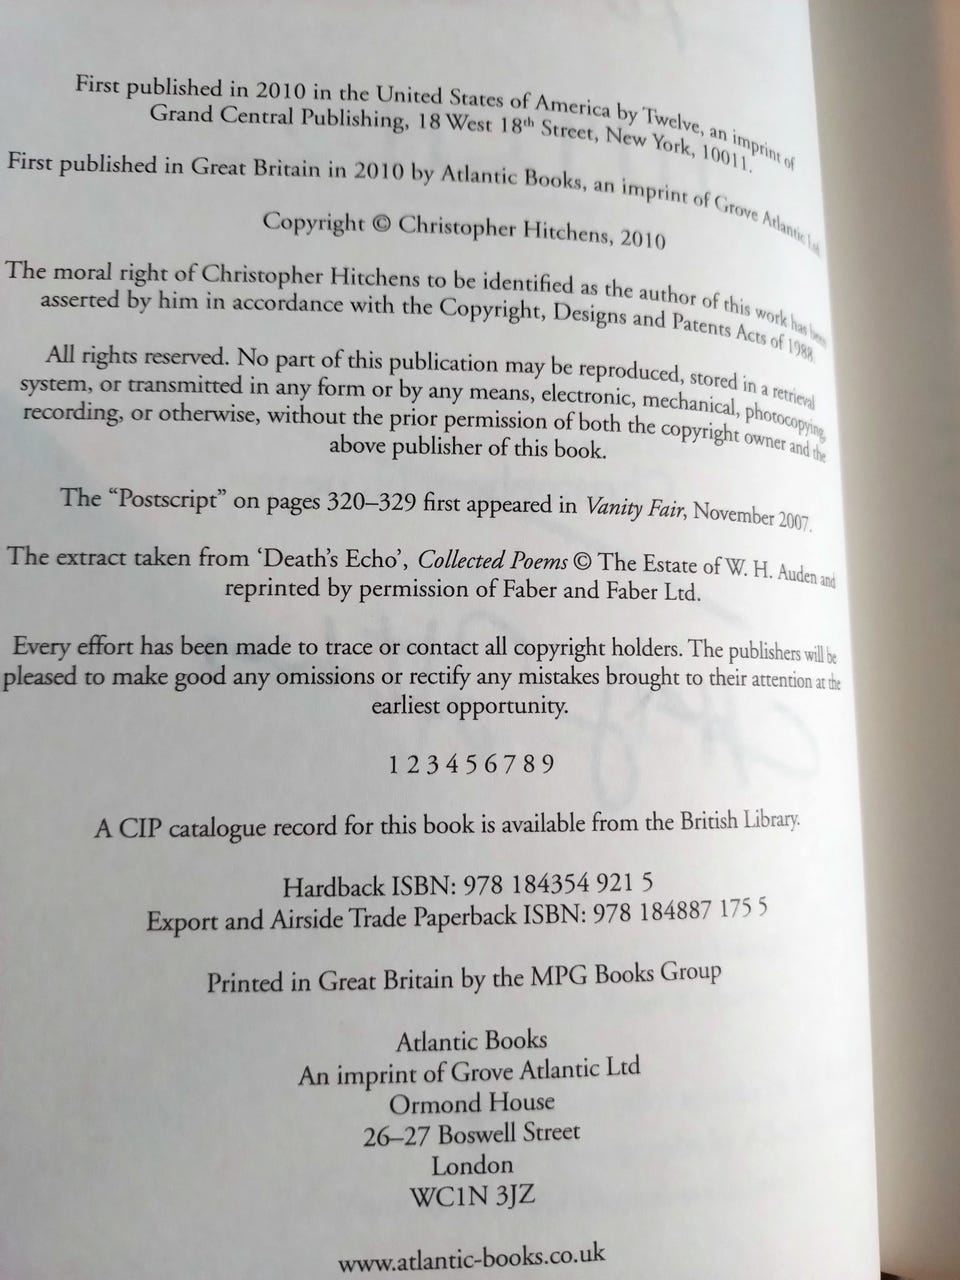 First published in 2010 in the United States of America by Twelve, an imprint of
Grand Central Publishing, 18 West 18th Street, New York, 10011.
First published in Great Britain in 2010 by Atlantic Books, an imprint of Grove Atlantic Ltd.
Copyright © Christopher Hitchens, 2010
The moral right of Christopher Hitchens to be identified as the author of this work has been
asserted by him in accordance with the Copyright, Designs and Patents Acts of 1988.
All rights reserved. No part of this publication may be reproduced, stored in a retrieval
system, or transmitted in any form or by any means, electronic, mechanical, photocopying,
recording, or otherwise, without the prior permission of both the copyright owner and the
above publisher of this book.
The “Postscript” on pages 320–329 first appeared in Vanity Fair, November 2007.
The extract taken from ‘Death’s Echo’, Collected Poems © The Estate of W. H. Auden and
reprinted by permission of Faber and Faber Ltd.
Every effort has been made to trace or contact all copyright holders. The publishers will be
pleased to make good any omissions or rectify any mistakes brought to their attention at the
earliest opportunity.
1 2 3 4 5 6 7 8 9
A CIP catalogue record for this book is available from the British Library.
Hardback ISBN: 978 184354 921 5
Export and Airside Trade Paperback ISBN: 978 184887 175 5
Printed in Great Britain by the MPG Books Group
Atlantic Books
An imprint of Grove Atlantic Ltd
Ormond House
26–27 Boswell Street
London
WC1N 3JZ
www.atlantic-books.co.uk